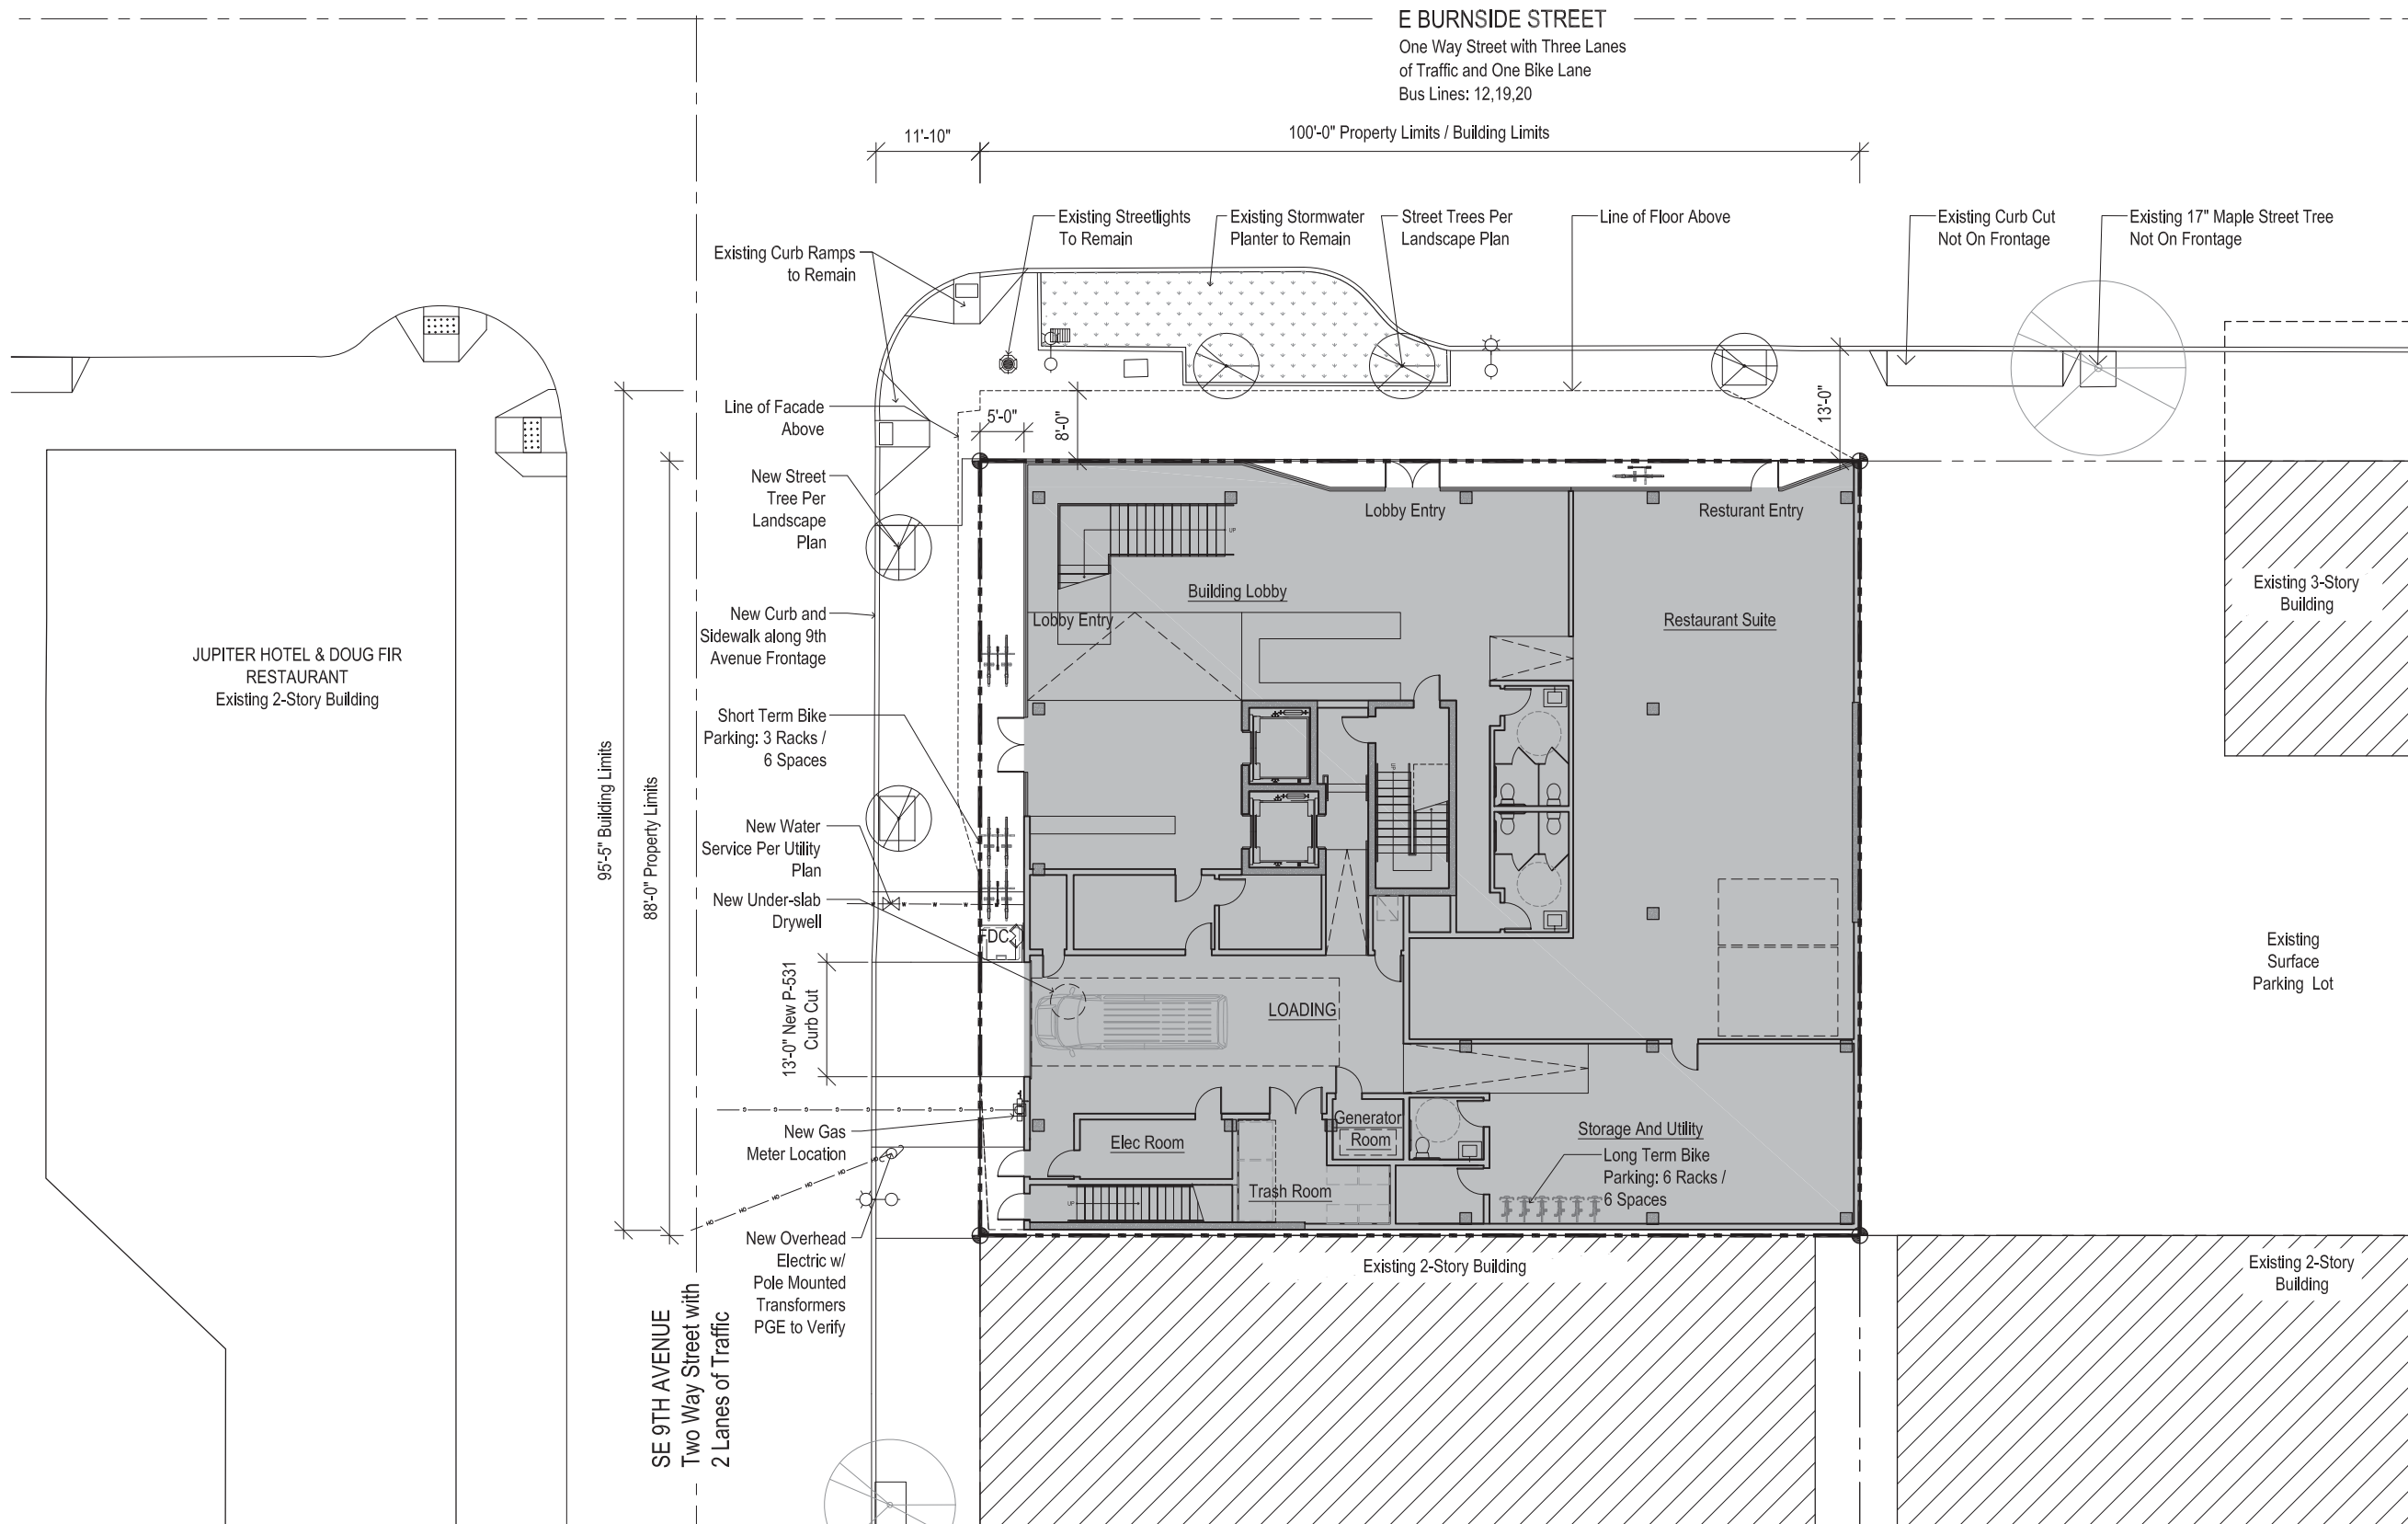 E BURNSIDE STREET
One Way Street with Three Lanes
of Traffic and One Bike Lane
Bus Lines: 12,19,20
11'-10"
100'-0" Property Limits / Building Limits
Existing Streetlights
To Remain
Existing Stormwater
Planter to Remain
Street Trees Per
Landscape Plan
Line of Floor Above
Existing Curb Cut
Not On Frontage
Existing 17" Maple Street Tree
Not On Frontage
Existing Curb Ramps
to Remain
Line of Facade
Above
5'-0"
8'-0"
13'-0"
New Street
Tree Per
Landscape
Plan
Lobby Entry
Resturant Entry
UP
Building Lobby
Existing 3-Story
Building
New Curb and
Sidewalk along 9th
Avenue Frontage
Lobby Entry
Restaurant Suite
JUPITER HOTEL & DOUG FIR
RESTAURANT
Existing 2-Story Building
Short Term Bike
Parking: 3 Racks /
6 Spaces
95'-5" Building Limits
88'-0" Property Limits
UP
New Water
Service Per Utility
Plan
W
W
W
W
New Under-slab
Drywell
FDC
Existing
Surface
Parking Lot
13'-0" New P-531
Curb Cut
LOADING
New Gas
Meter Location
Elec Room
Generator
Room
Storage And Utility
Long Term Bike
Parking: 6 Racks /
6 Spaces
Trash Room
UP
HO
HO
HO
HO
HO
New Overhead
Electric w/
Pole Mounted
Transformers
PGE to Verify
Existing 2-Story Building
Existing 2-Story
Building
SE 9TH AVENUE
Two Way Street with
2 Lanes of Traffic